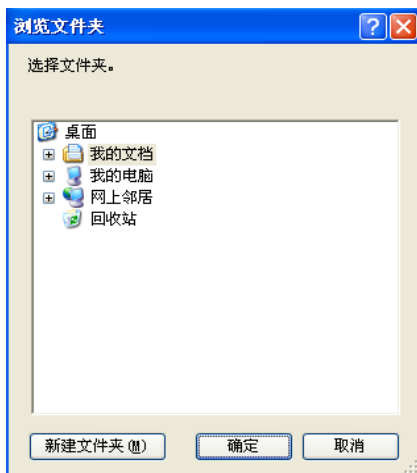 浏览文件夹
选择文件夹。
桌面
我的文档
我的电脑
网上邻居
回收站
新建文件夹(M) 确定 取消